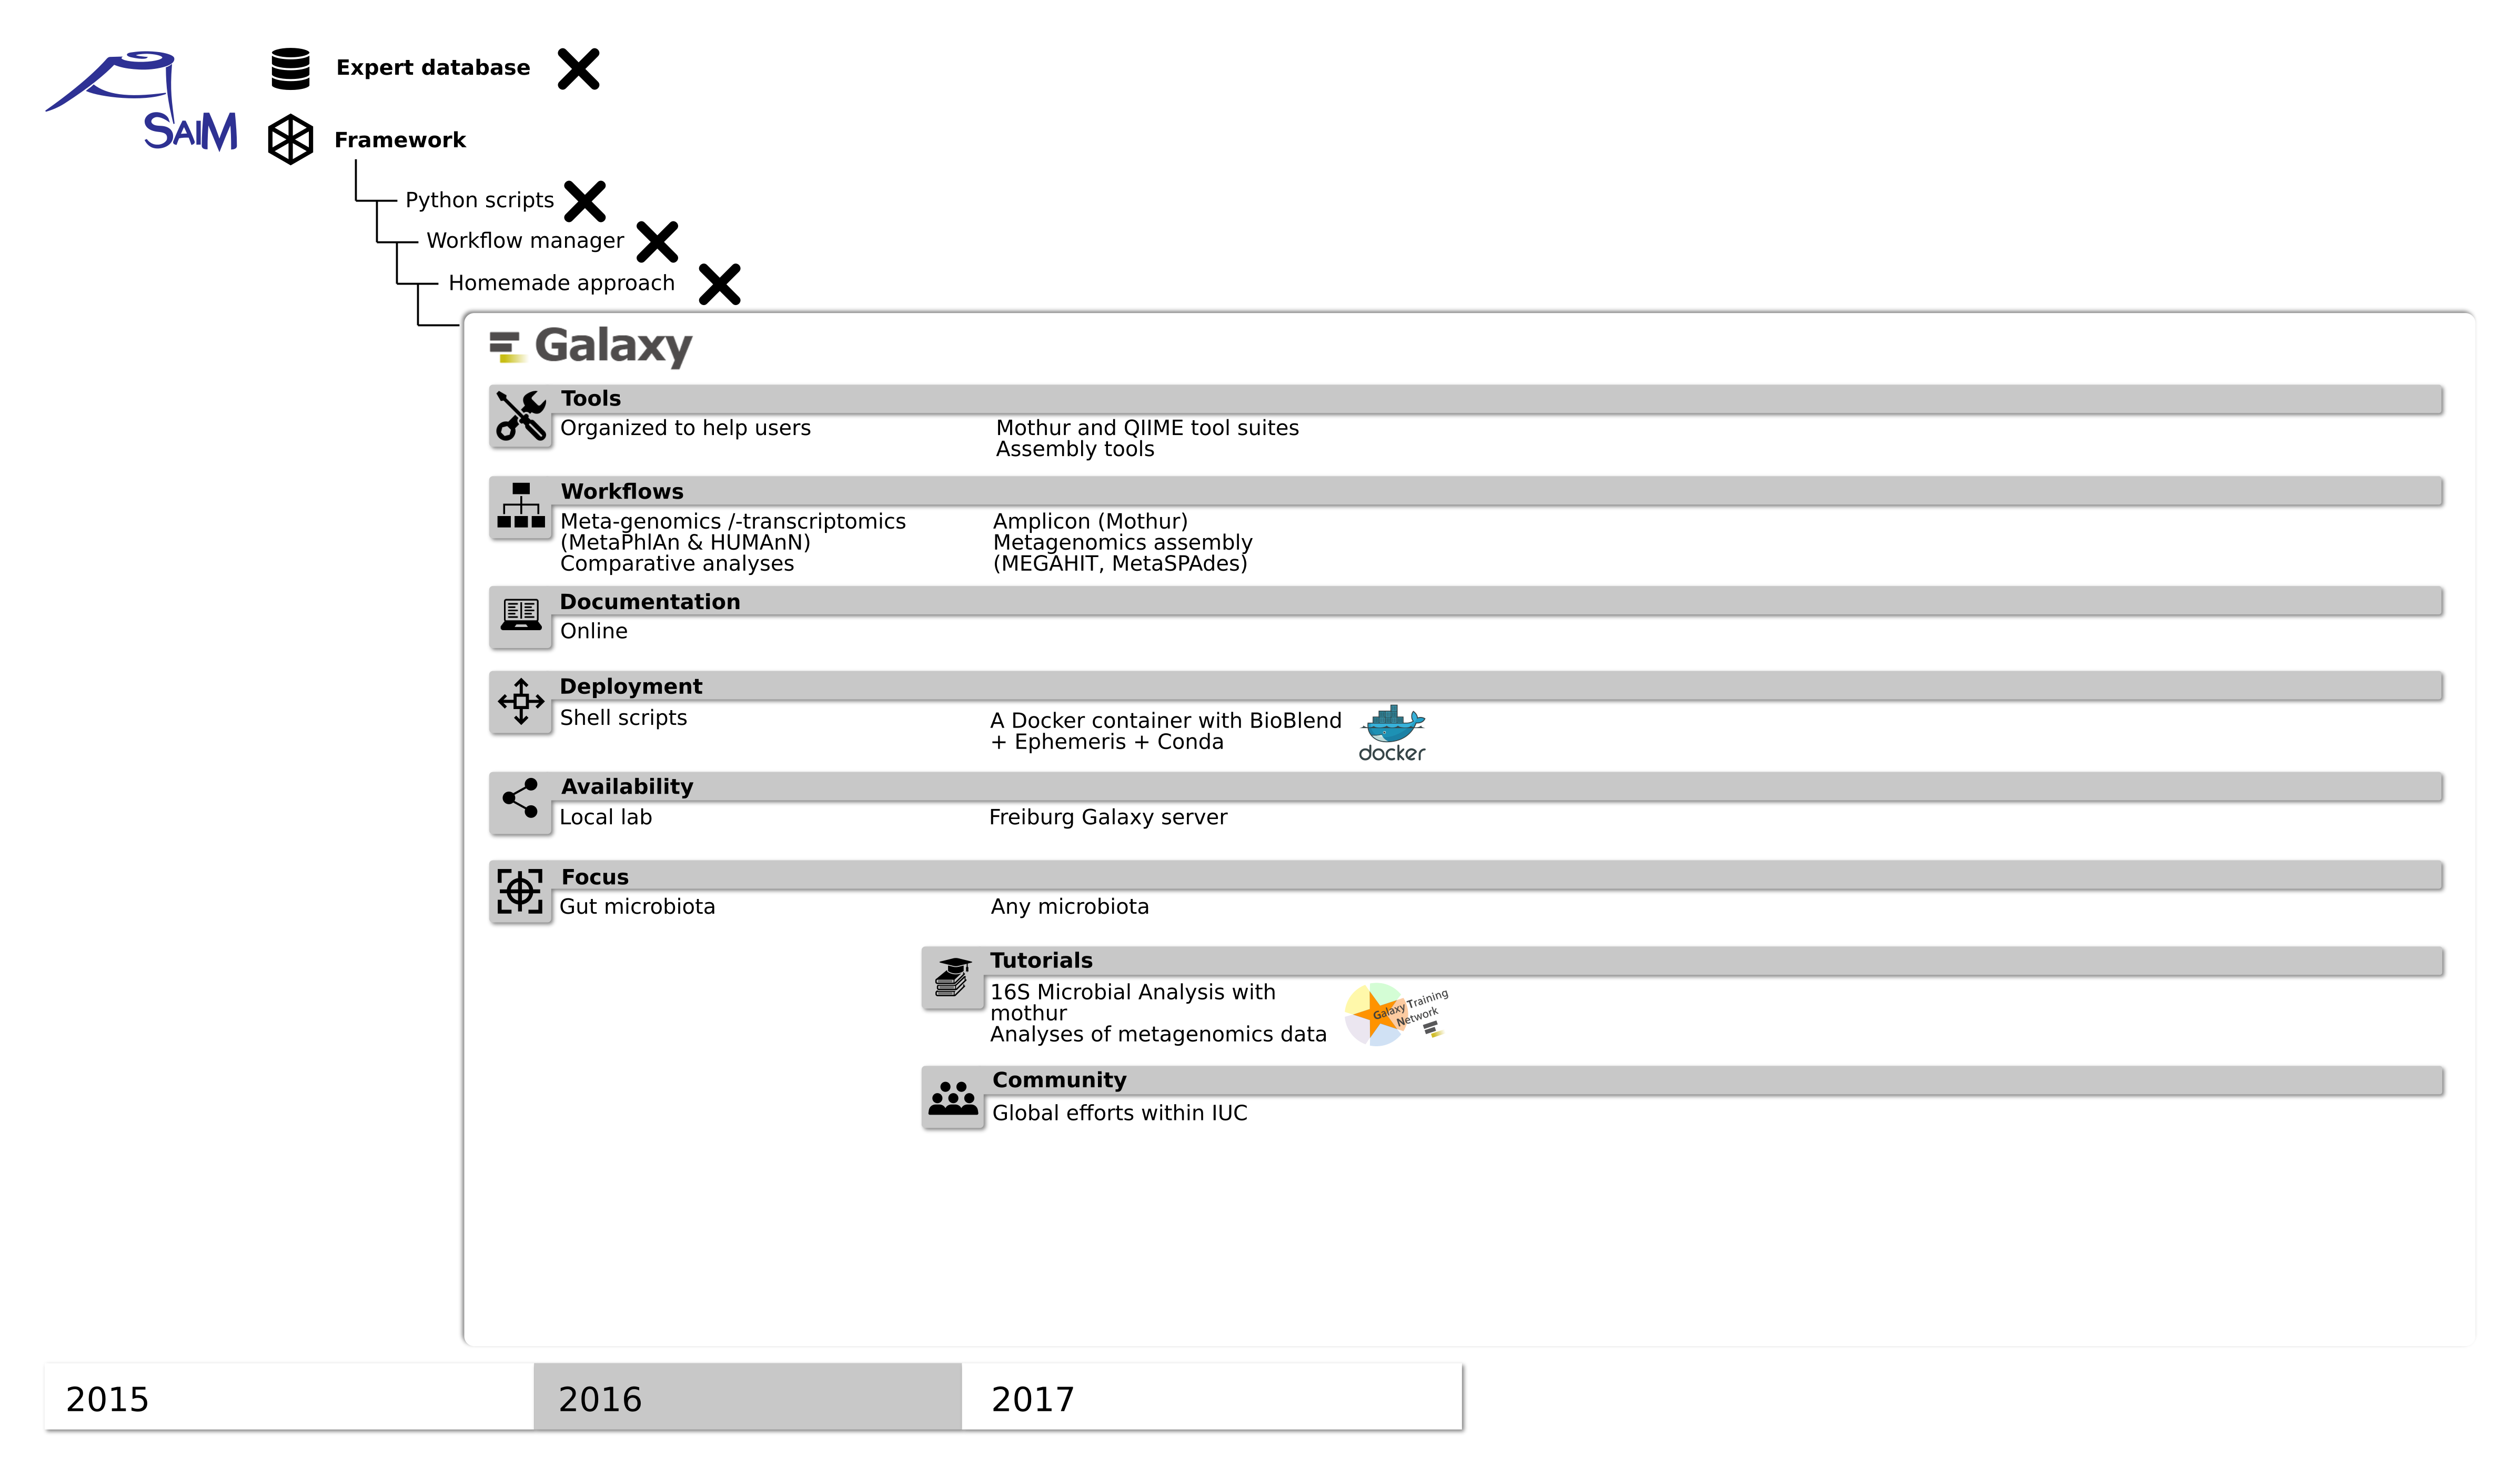 ASAIM
Expert database
Framework
Python scripts
Workflow manager
Homemade approach
Galaxy
Tools
Organized to help users
Mothur and QIIME tool suites
Assembly tools
Workflows
Meta-genomics /-transcriptomics
(MetaPhlAn & HUMAnN)
Comparative analyses
Amplicon (Mothur)
Metagenomics assembly
(MEGAHIT, MetaSPAdes)
Documentation
Online
Deployment
Shell scripts
A Docker container with BioBlend
+ Ephemeris + Conda
docker
Availability
Local lab
Freiburg Galaxy server
Focus
Gut microbiota
Any microbiota
Tutorials
16S Microbial Analysis with
mothur
Analyses of metagenomics data
Galaxy Training
Network
Community
Global efforts within IUC
2015
2016
2017